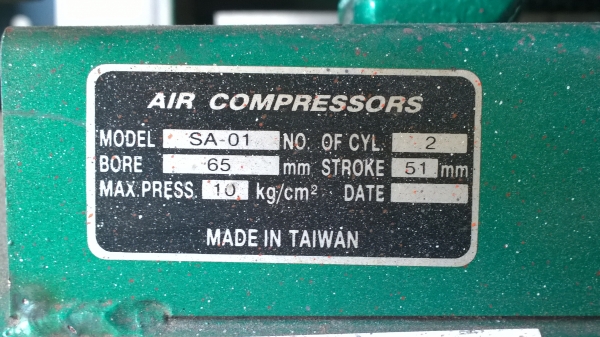 AIR COMPRESSORS
MODEL SA-01 NO. OF CYL. 2
BORE 65 mm STROKE 51 mm
MAX.PRESS. 10 kg/cm² DATE
MADE IN TAIWAN